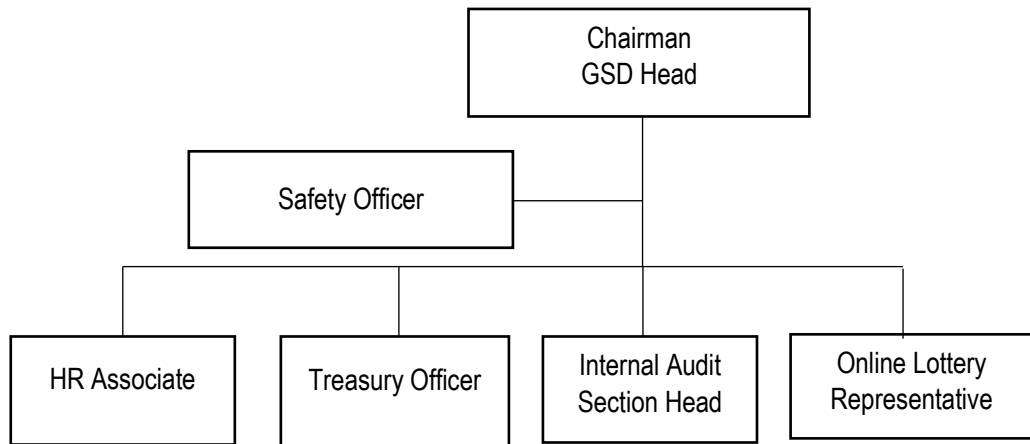 Chairman
GSD Head
Safety Officer
HR Associate
Treasury Officer
Internal Audit
Section Head
Online Lottery
Representative